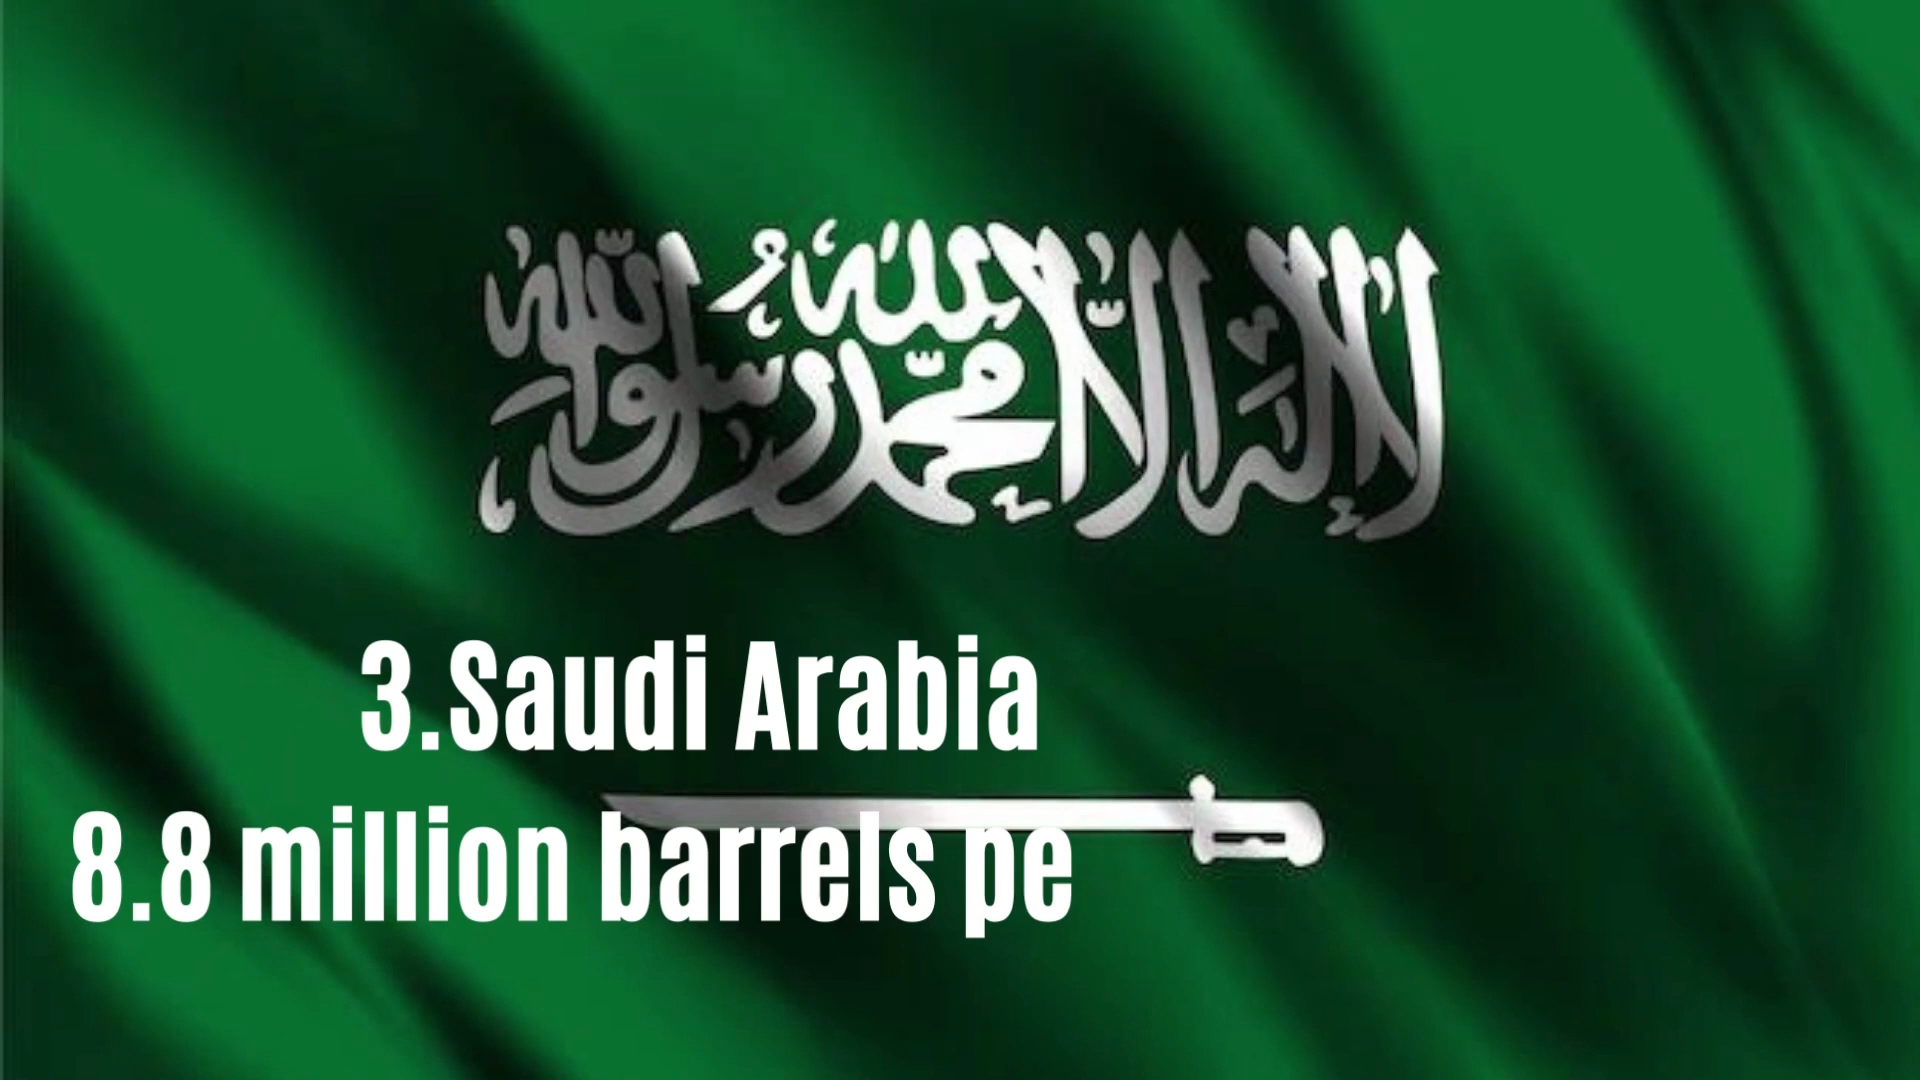 لا إله إلا الله محمد رسول الله
3.Saudi Arabia
8.8 million barrels pe